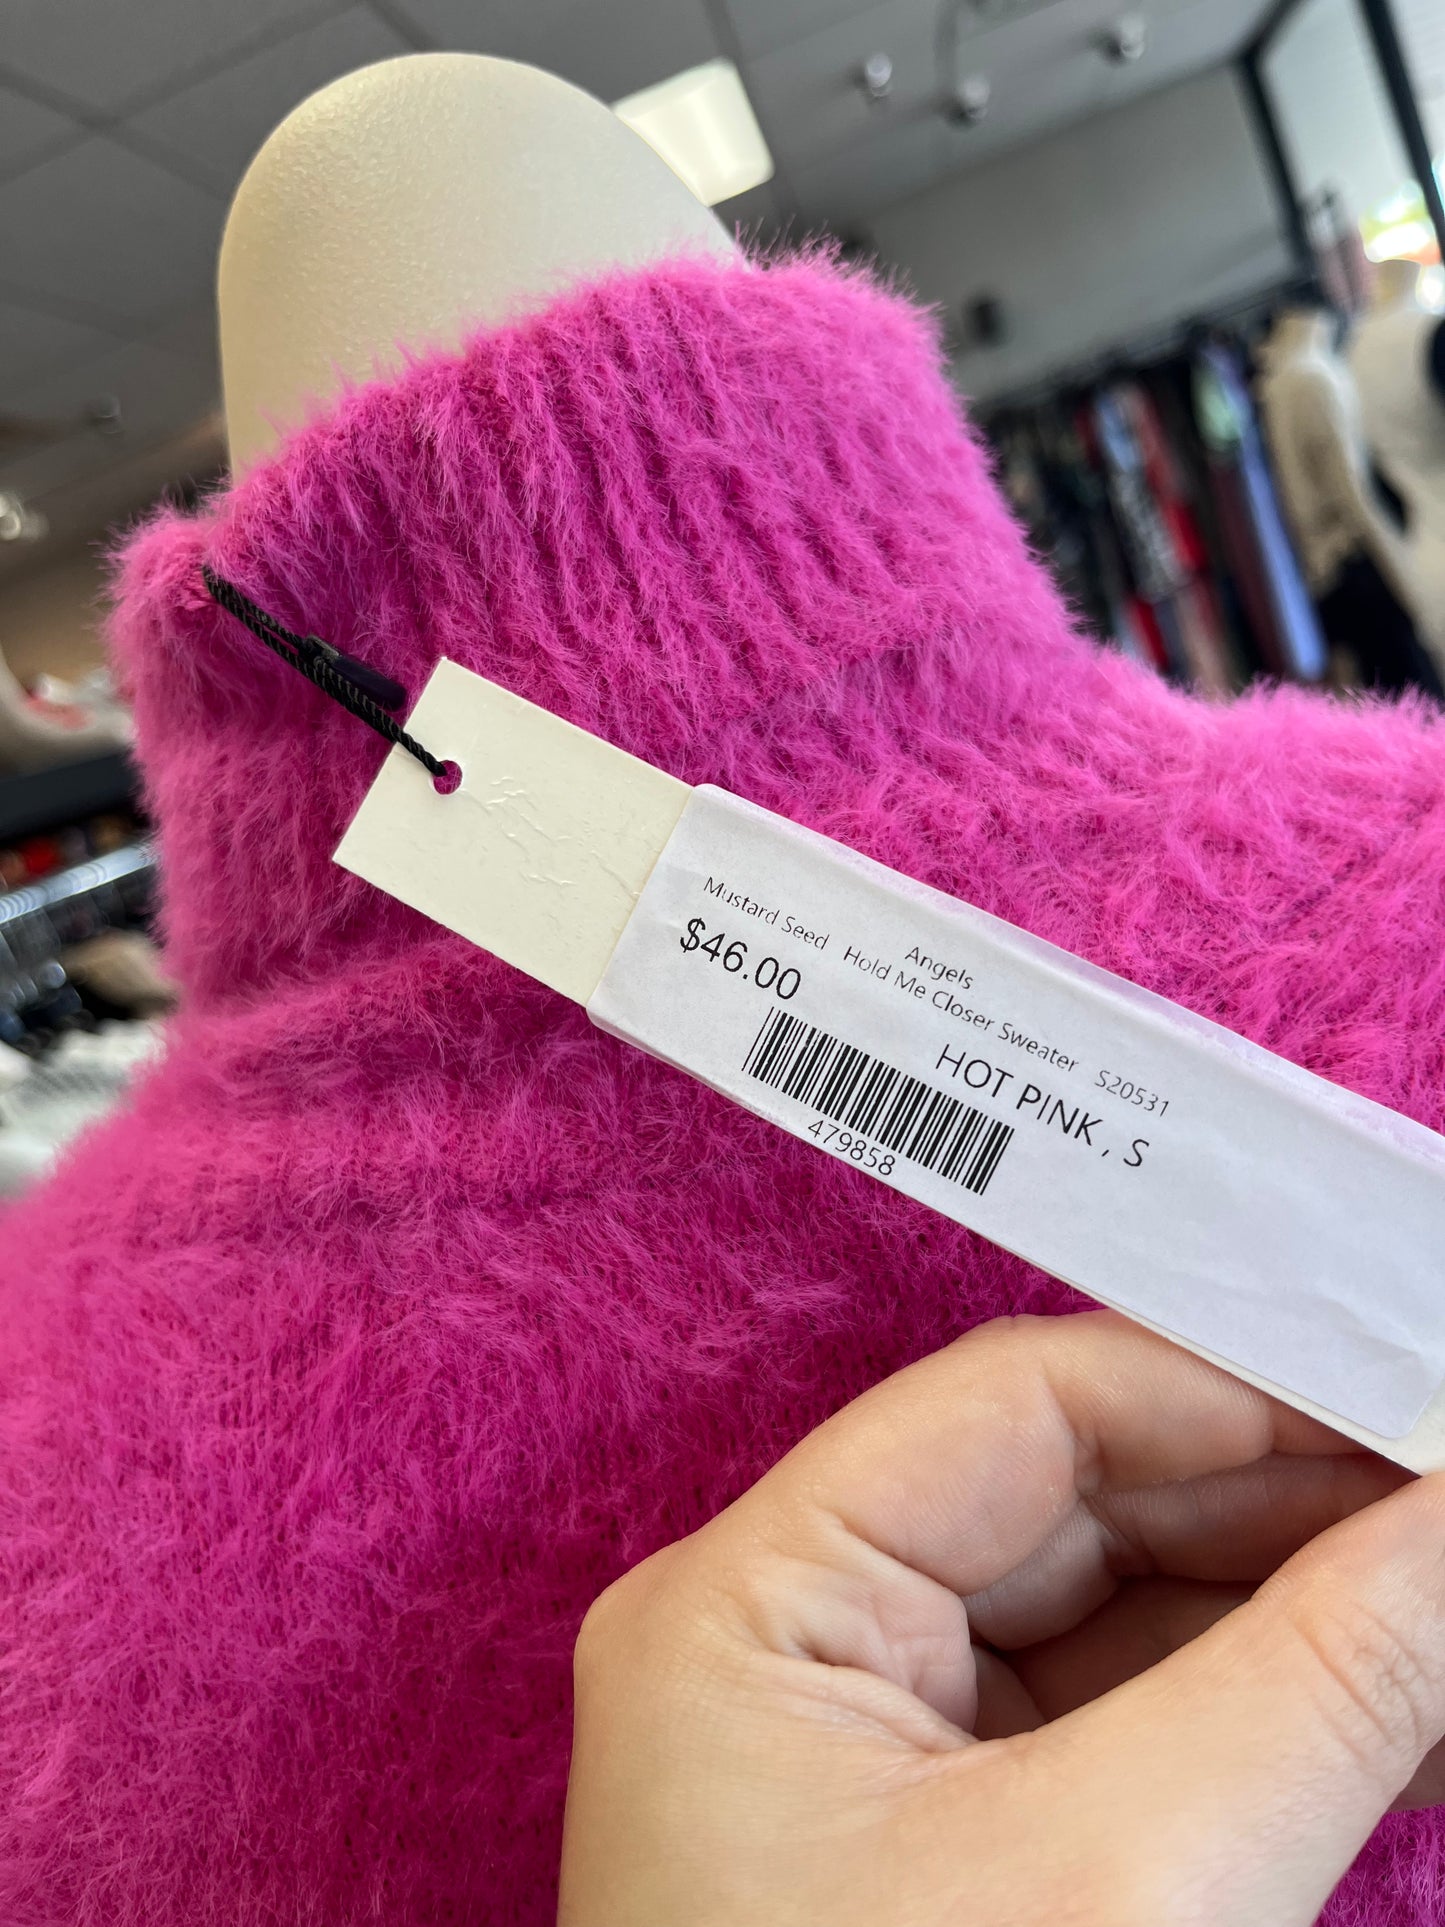 Angels
Mustard Seed Hold Me Closer Sweater S20531
$46.00
HOT PINK , S
479858